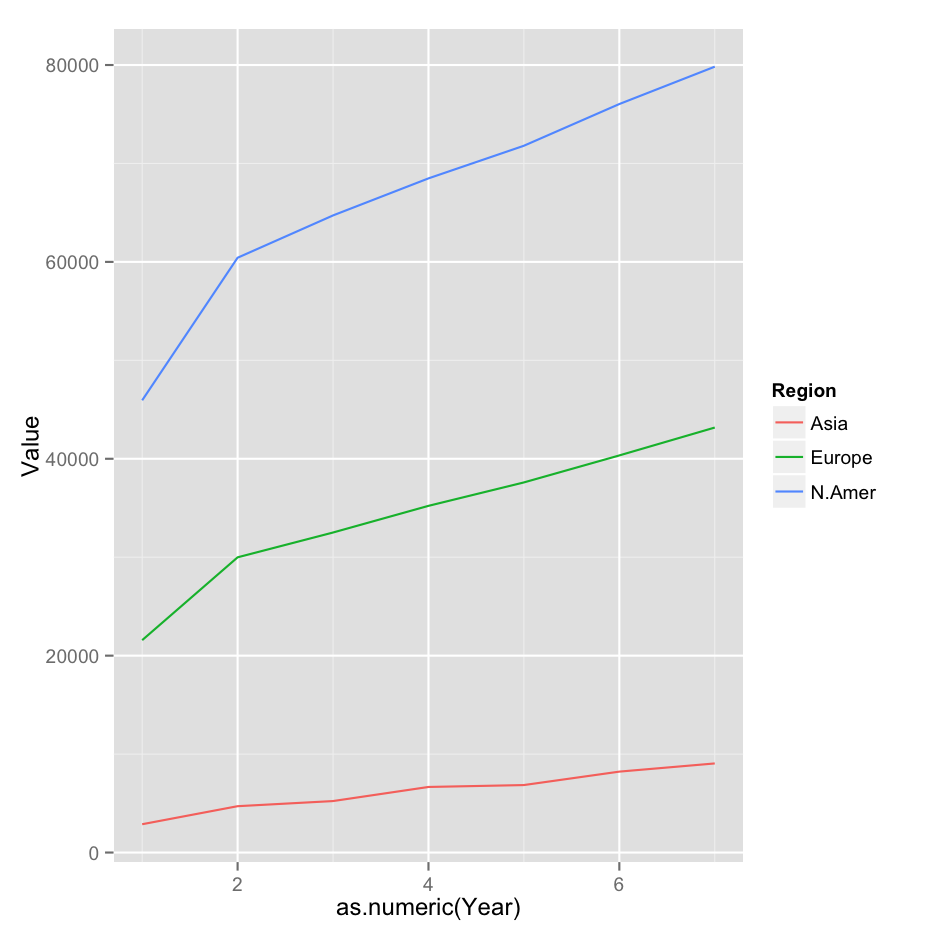 80000
60000
40000
20000
0
Value
2 4 6
as.numeric(Year)
Region
Asia
Europe
N.Amer